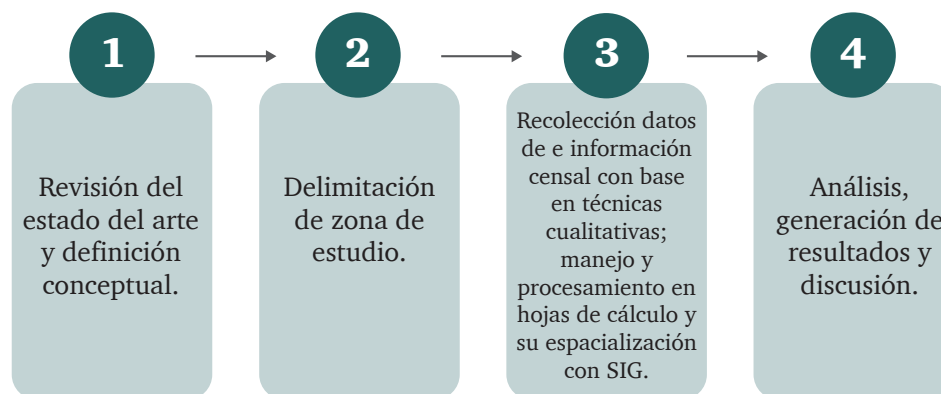 1
Revisión del
estado del arte
y definición
conceptual.
2
Delimitación
de zona de
estudio.
3
Recolección datos
de e información
censal con base
en técnicas
cualitativas;
manejo y
procesamiento en
hojas de cálculo y
su espacialización
con SIG.
4
Análisis,
generación de
resultados y
discusión.